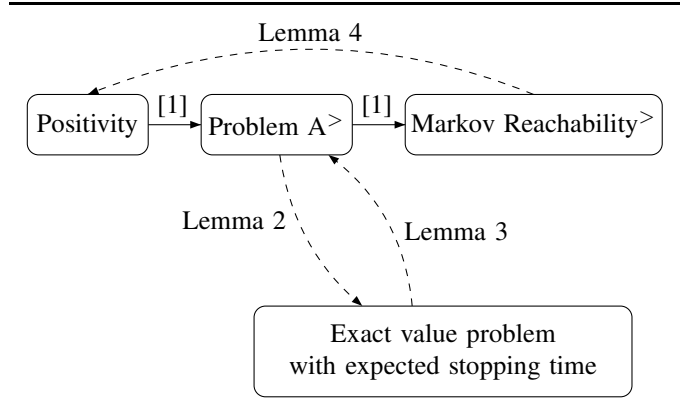 Lemma 4
[1]
[1]
Positivity
Problem A>
Markov Reachability>
Lemma 2
Lemma 3
Exact value problem
with expected stopping time